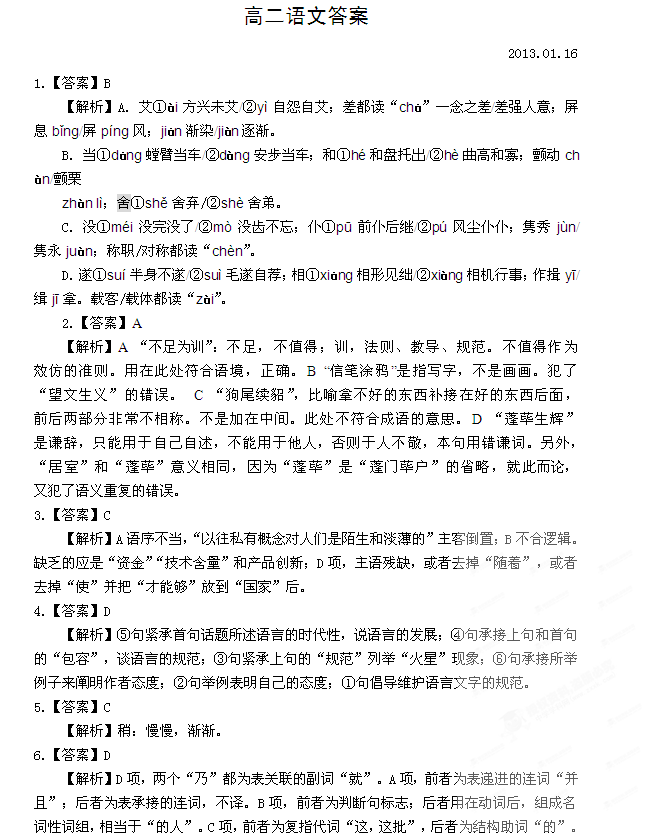 高二语文答案
2013.01.16
1.【答案】B
【解析】A. 艾①ài 方兴未艾/②yì 自怨自艾；差都读“chā”一念之差/差强人意；屏
息 bǐng/屏 píng 风；jiān 渐染/jiàn 逐渐。
B. 当①dāng 螳臂当车/②dàng 安步当车；和①hé 和盘托出/②hè 曲高和寡，颤动 ch
àn/颤栗
zhàn lì；舍①shě 舍弃/②shè 舍弟。
C. 没①méi 没完没了/②mò 没齿不忘；仆①pū 前仆后继/②pú 风尘仆仆；隽秀 jùn/
隽永 juàn；称职/对称都读“chèn”。
D. 遂①suí 半身不遂/②suì 毛遂自荐；相①xiāng 相形见绌/②xiàng 相机行事；作揖 yī/
缉 jī 拿。载客/载体都读“zài”。
2.【答案】A
【解析】A “不足为训”：不足，不值得；训，法则、教导、规范。不值得作为
效仿的准则。用在此处符合语境，正确。 B “信笔涂鸦”是指写字，不是画画。犯了
“望文生义”的错误。 C “狗尾续貂”，比喻拿不好的东西补接在好的东西后面，
前后两部分非常不相称。不是加在中间。此处不符合成语的意思。D “蓬荜生辉”
是谦辞，只能用于自己自述，不能用于他人，否则于人不敬，本句用错谦词。另外，
“居室”和“蓬荜”意义相同，因为“蓬荜”是“蓬门荜户”的省略，就此而论，
又犯了语义重复的错误。
3.【答案】C
【解析】A 语序不当，“以往私有概念对人们是陌生和淡薄的”主客倒置；B 不合逻辑。
缺乏的应是“资金”“技术含量”和产品创新；D 项，主语残缺，或者去掉“随着”，或者
去掉“使”并把“才能够”放到“国家”后。
4.【答案】D
【解析】⑤句紧承首句话题所述语言的时代性，说语言的发展；④句承接上句和首句
的“包容”，谈语言的规范；③句紧承上句的“规范”列举“火星”现象；⑥句承接所举
例子来阐明作者态度；②句举例表明自己的态度；①句倡导维护语言文字的规范。
5.【答案】C
【解析】稍：慢慢，渐渐。
6.【答案】D
【解析】D 项，两个“乃”都为表关联的副词“就”。A 项，前者为表递进的连词“并
且”；后者为表承接的连词，不译。B 项，前者为判断句标志；后者用在动词后，组成名
词性词组，相当于“的人”。C 项，前者为复指代词“这，这批”，后者为结构助词“的”。